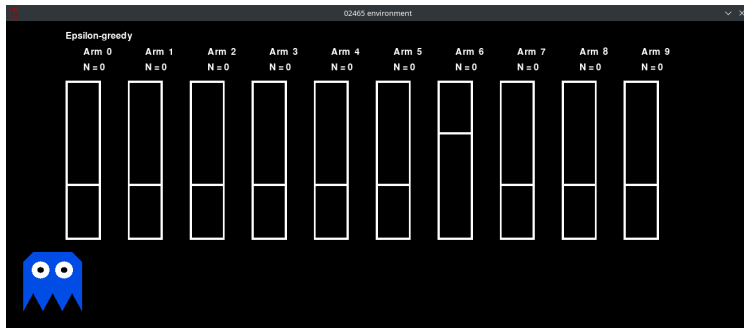 02465 environment
Epsilon-greedy
Arm 0 Arm 1 Arm 2 Arm 3 Arm 4 Arm 5 Arm 6 Arm 7 Arm 8 Arm 9
N = 0 N = 0 N = 0 N = 0 N = 0 N = 0 N = 0 N = 0 N = 0 N = 0